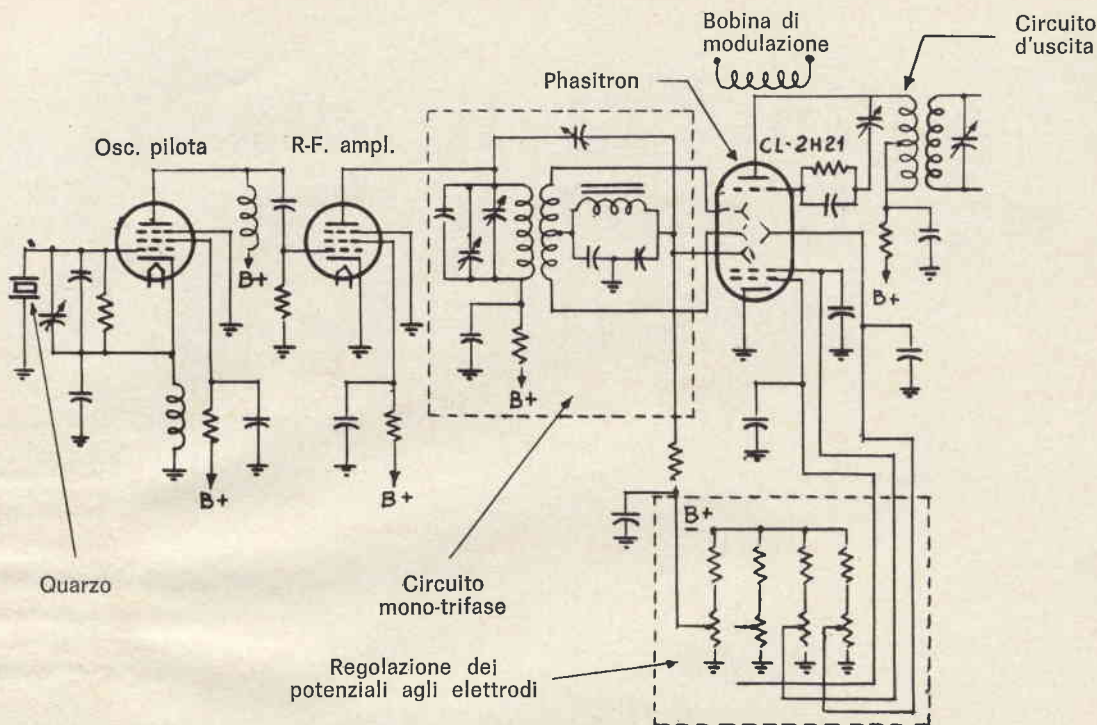 Bobina di
modulazione
Circuito
d'uscita
Phasitron
Osc. pilota
R-F. ampl.
CL-2H21
B+
B+
B+
B+
B+
B+
Quarzo
Circuito
mono-trifase
Regolazione dei
potenziali agli elettrodi